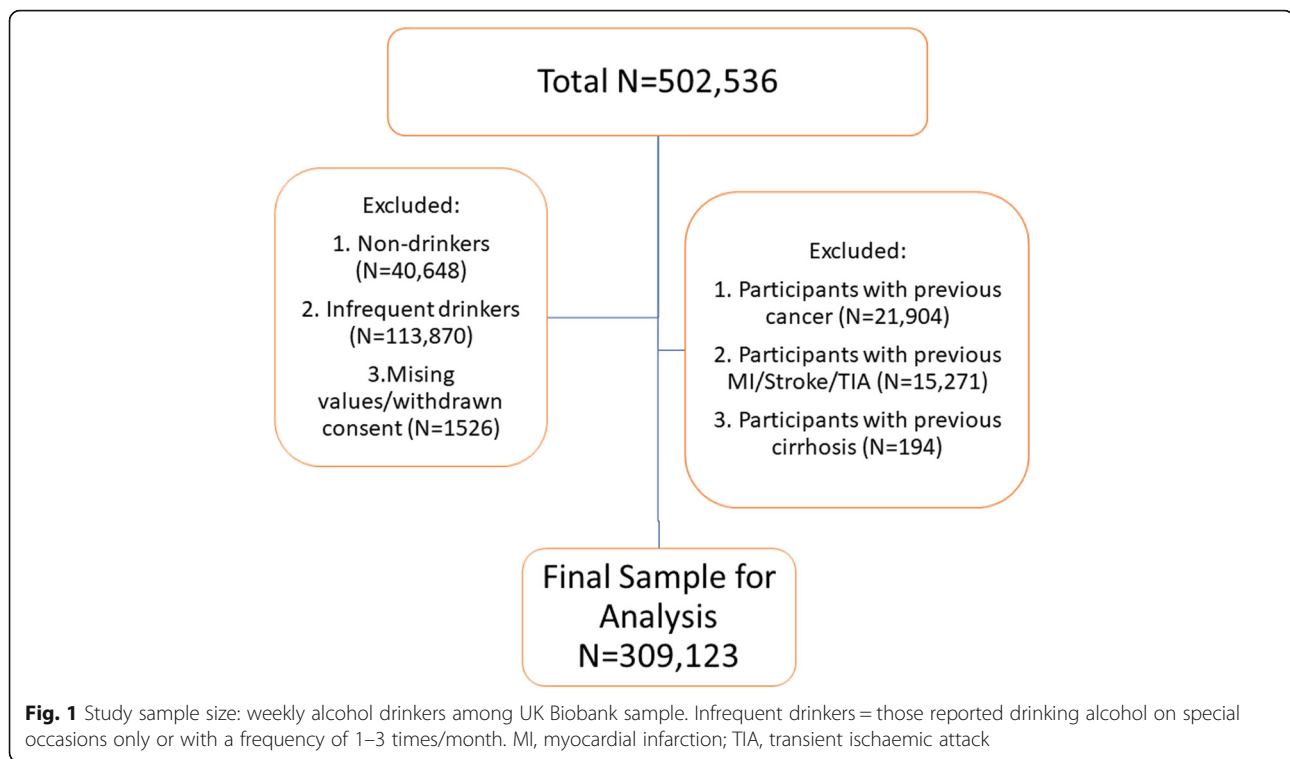 Total N=502,536
Excluded:
1. Non-drinkers
(N=40,648)
2. Infrequent drinkers
(N=113,870)
3.Mising
values/withdrawn
consent (N=1526)
Excluded:
1. Participants with previous
cancer (N=21,904)
2. Participants with previous
MI/Stroke/TIA (N=15,271)
3. Participants with previous
cirrhosis (N=194)
Final Sample for
Analysis
N=309,123
Fig. 1 Study sample size: weekly alcohol drinkers among UK Biobank sample. Infrequent drinkers = those reported drinking alcohol on special
occasions only or with a frequency of 1–3 times/month. MI, myocardial infarction; TIA, transient ischaemic attack